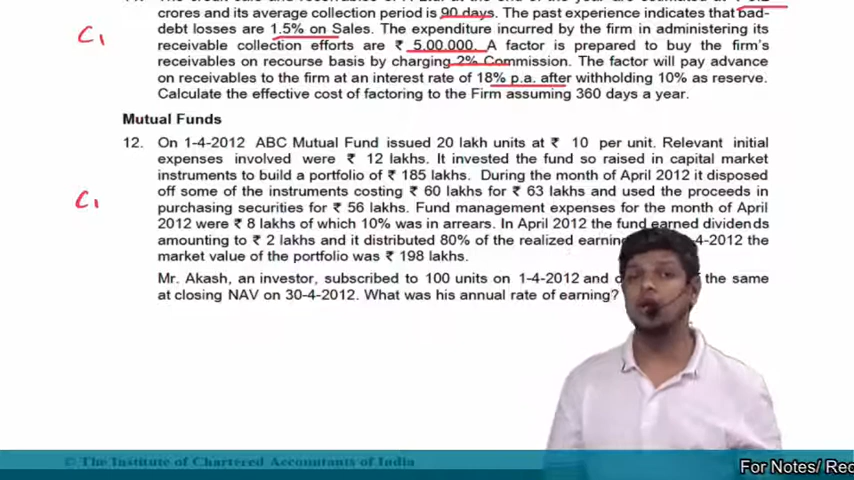 crores and its average collection period is 90 days. The past experience indicates that bad-
debt losses are 1.5% on Sales. The expenditure incurred by the firm in administering its
C₁
receivable collection efforts are ₹ 5,00,000. A factor is prepared to buy the firm's
receivables on recourse basis by charging 2% Commission. The factor will pay advance
on receivables to the firm at an interest rate of 18% p.a. after withholding 10% as reserve.
Calculate the effective cost of factoring to the Firm assuming 360 days a year.
Mutual Funds
12. On 1-4-2012 ABC Mutual Fund issued 20 lakh units at ₹ 10 per unit. Relevant initial
expenses involved were ₹ 12 lakhs. It invested the fund so raised in capital market
instruments to build a portfolio of ₹ 185 lakhs. During the month of April 2012 it disposed
off some of the instruments costing ₹ 60 lakhs for ₹ 63 lakhs and used the proceeds in
C₁
purchasing securities for ₹ 56 lakhs. Fund management expenses for the month of April
2012 were ₹ 8 lakhs of which 10% was in arrears. In April 2012 the fund earned dividends
amounting to ₹ 2 lakhs and it distributed 80% of the realized 4-2012 the
market value of the portfolio was ₹ 198 lakhs.
Mr. Akash, an investor, subscribed to 100 units on 1-4-2012 and the same
at closing NAV on 30-4-2012. What was his annual rate of earning?
© The Institute of Chartered Accountants of India
For Notes/